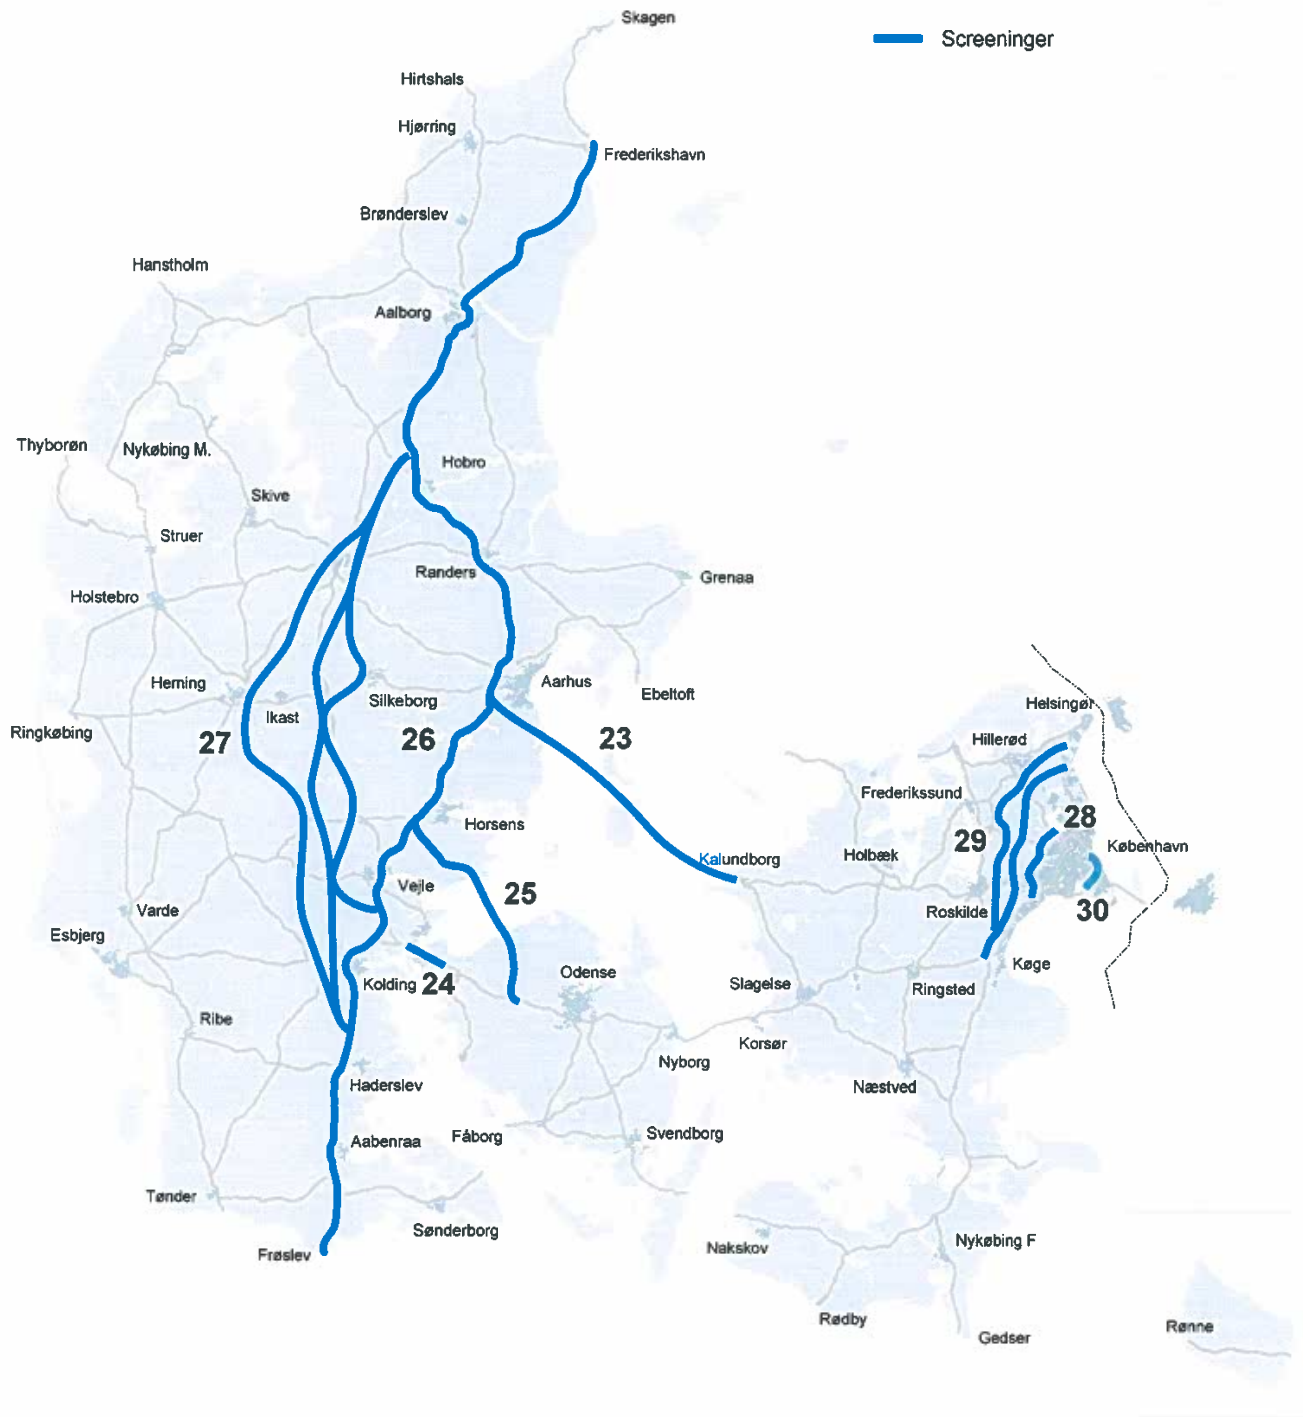 Skagen
Screeninger
Hirtshals
Hjørring
Frederikshavn
Brønderslev
Hanstholm
Aalborg
Thyborøn
Nykøbing M.
Hobro
Skive
Struer
Randers
Grenaa
Holstebro
Herning
Silkeborg
Aarhus
Ebeltoft
Ikast
Ringkøbing
27
26
23
Helsingør
Hillerød
Frederikssund
28
29
København
Horsens
Kalundborg
Holbæk
Vejle
25
Varde
Roskilde
30
Esbjerg
Kolding
24
Odense
Slagelse
Ringsted
Køge
Ribe
Korsør
Nyborg
Haderslev
Næstved
Aabenraa
Fåborg
Svendborg
Tønder
Sønderborg
Frøslev
Nakskov
Nykøbing F
Rødby
Gedser
Rønne